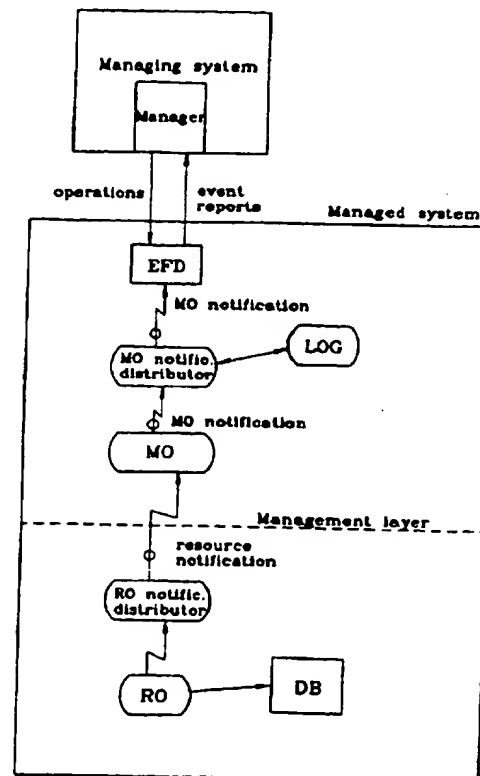 Managing system
Manager
operations
event
reports
Managed system
EFD
MO notification
MO notific.
distributor
LOG
MO notification
MO
Management layer
resource
notification
RO notific.
distributor
RO
DB